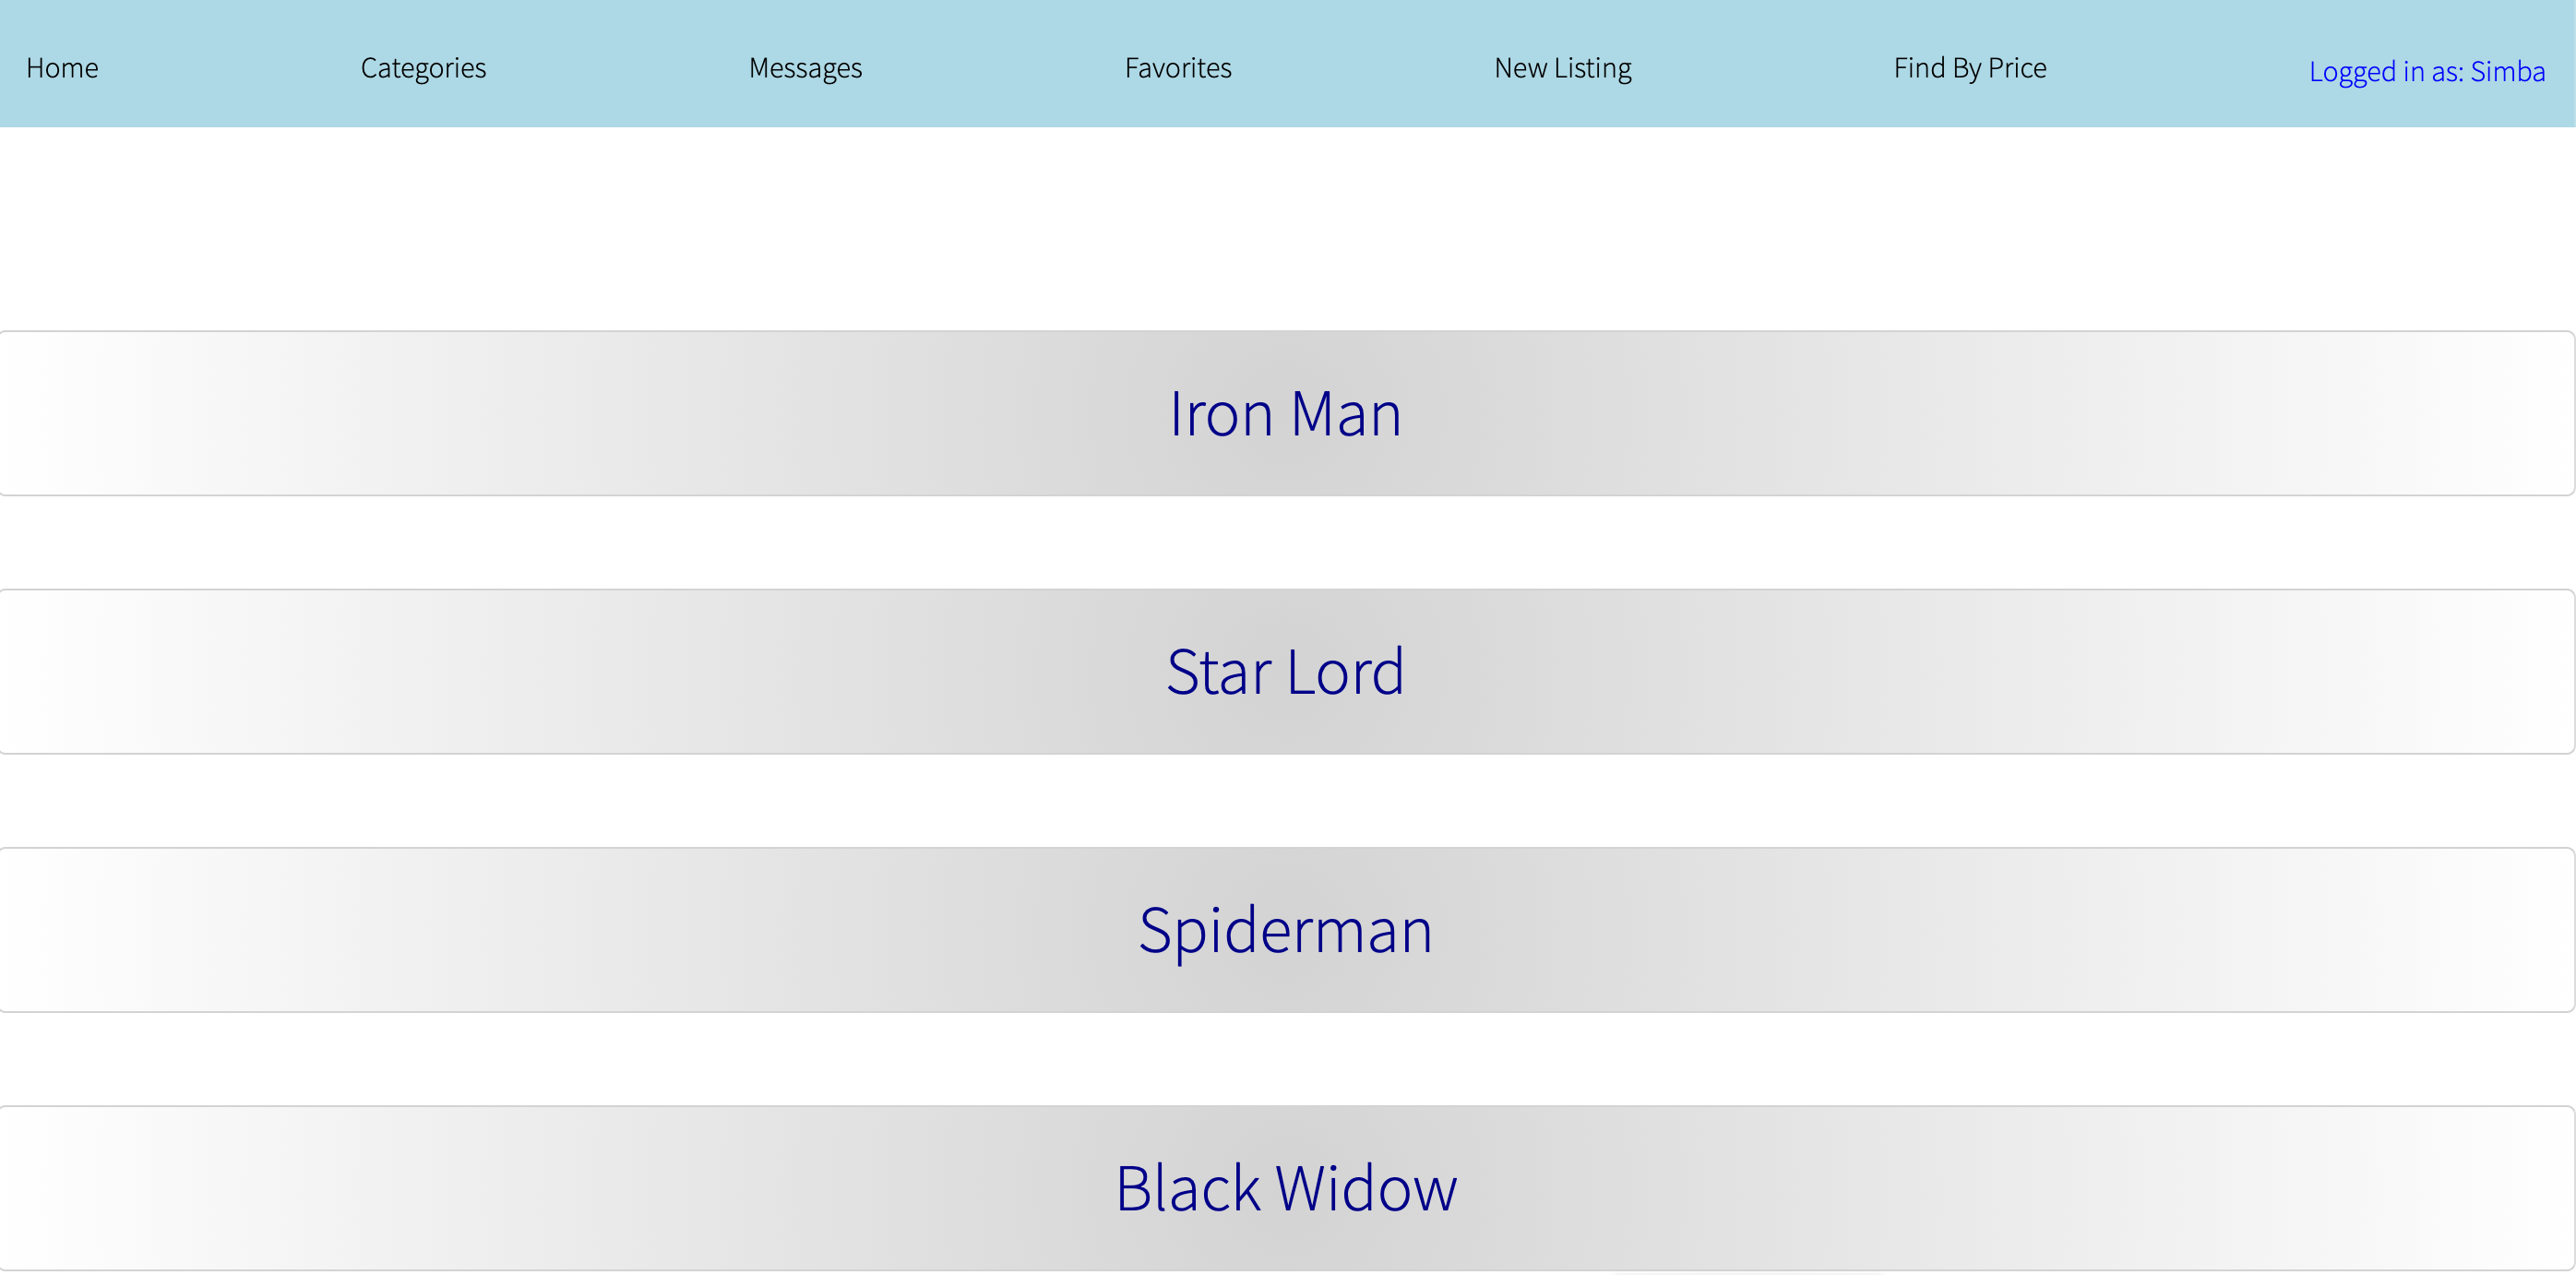 Home Categories Messages Favorites New Listing Find By Price Logged in as: Simba
Iron Man
Star Lord
Spiderman
Black Widow